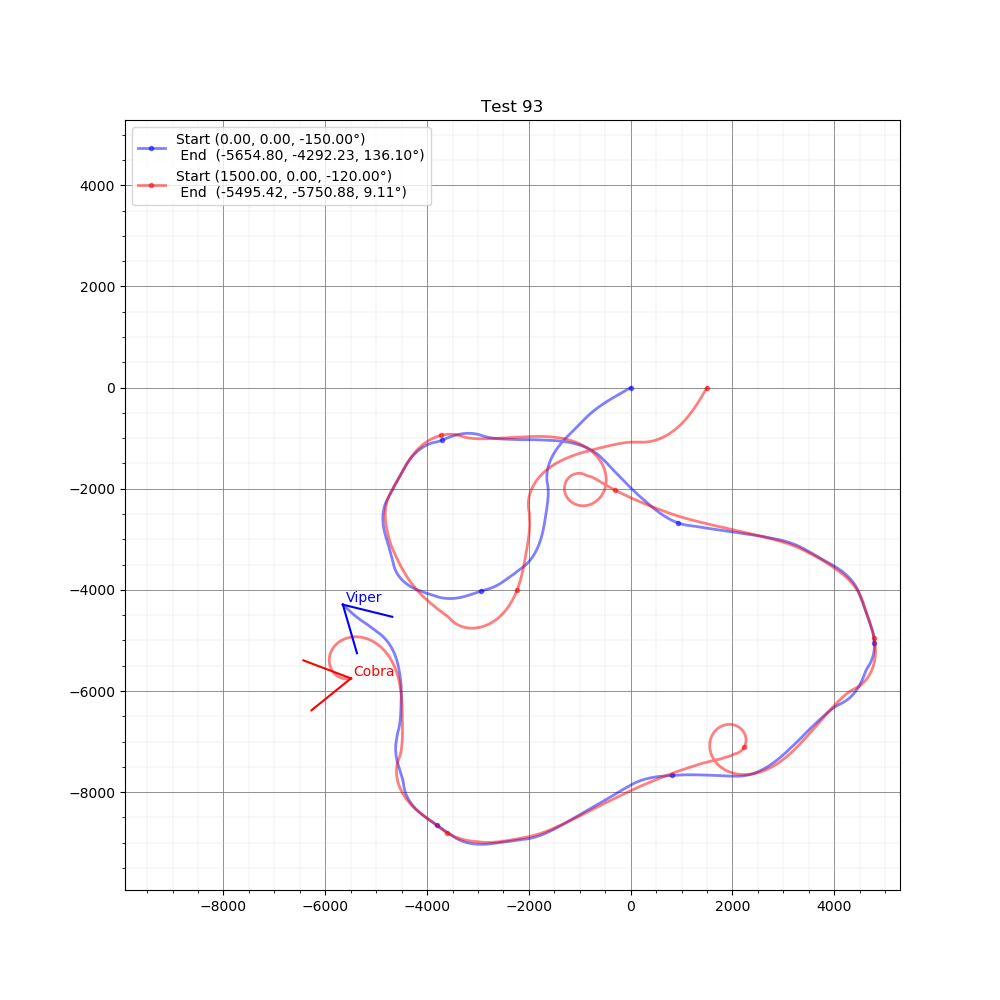 Test 93
Start (0.00, 0.00, -150.00°)
End  (-5654.80, -4292.23, 136.10°)
Start (1500.00, 0.00, -120.00°)
End  (-5495.42, -5750.88, 9.11°)
4000
2000
0
−2000
−4000
−6000
−8000
Viper
Cobra
−8000 −6000 −4000 −2000 0 2000 4000